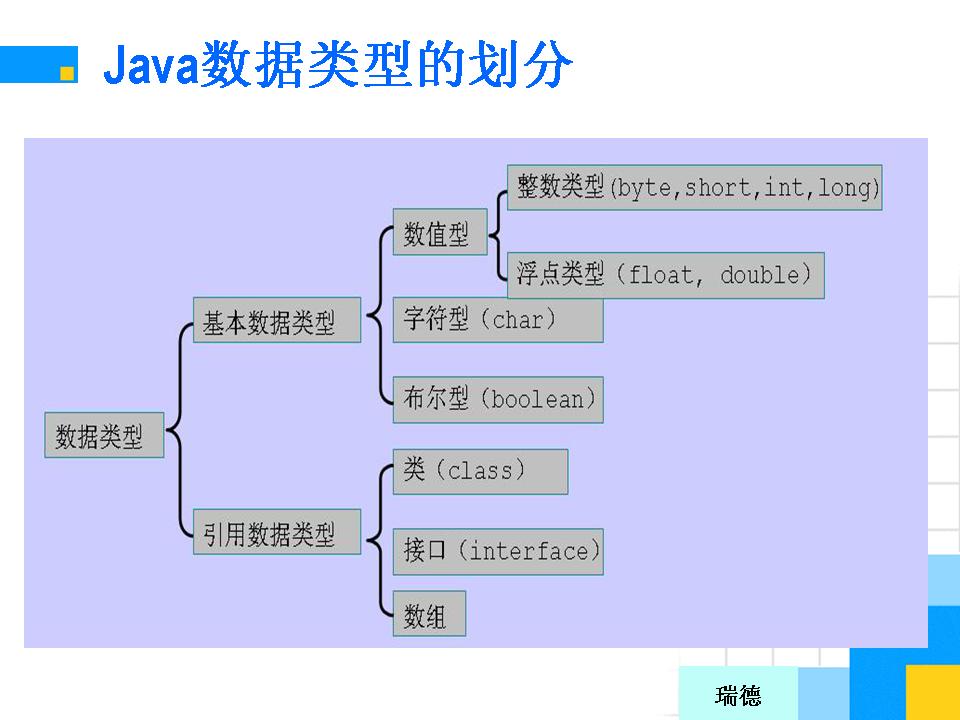 Java数据类型的划分
整数类型(byte,short,int,long)
数值型
浮点类型（float, double）
基本数据类型
字符型（char）
布尔型（boolean）
数据类型
类（class）
引用数据类型
接口（interface）
数组
瑞德